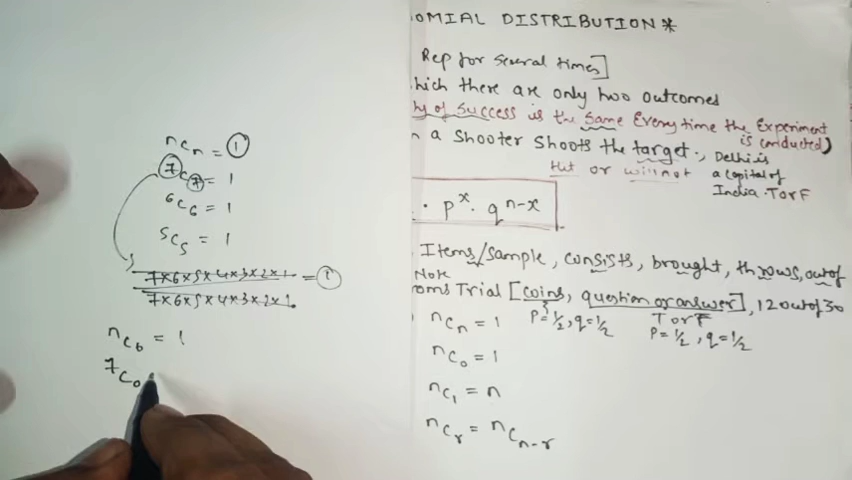 ⁿCₙ = 1
⁷C₇ = 1
⁶C₆ = 1
⁵C₅ = 1
7×6×5×4×3×2×1 = 1
7×6×5×4×3×2×1
ⁿC₀ = 1
⁷C₀
OMIAL DISTRIBUTION *
Rep for several times]
hich there are only two outcomes
ty of success is the same Every time the Experiment is conducted)
n a Shooter shoots the target., Delhi is a capital of India. T or F
Hit or will not
. pˣ. qⁿ⁻ˣ
Items/sample, consists, brought, throws, out of
Note
oms Trial [coins, question or answer], 12 out of 30
P=1/2, q=1/2
T or F
P=1/2, q=1/2
ⁿCₙ = 1
ⁿC₀ = 1
ⁿC₁ = n
ⁿCᵣ = ⁿCₙ₋ᵣ